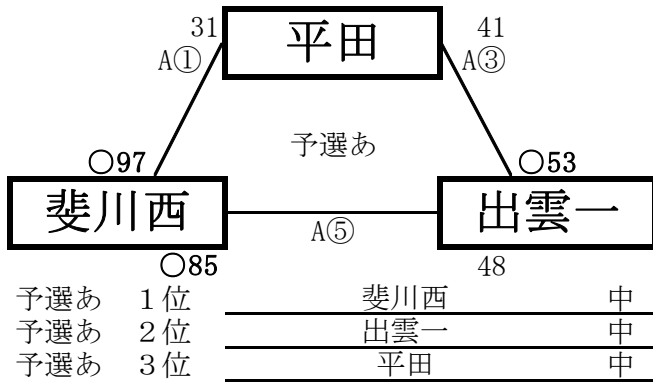 31 平田 41
A① A③
予選あ
○97 ○53
斐川西 出雲一
A⑤
○85 48
予選あ 1位 斐川西 中
予選あ 2位 出雲一 中
予選あ 3位 平田 中